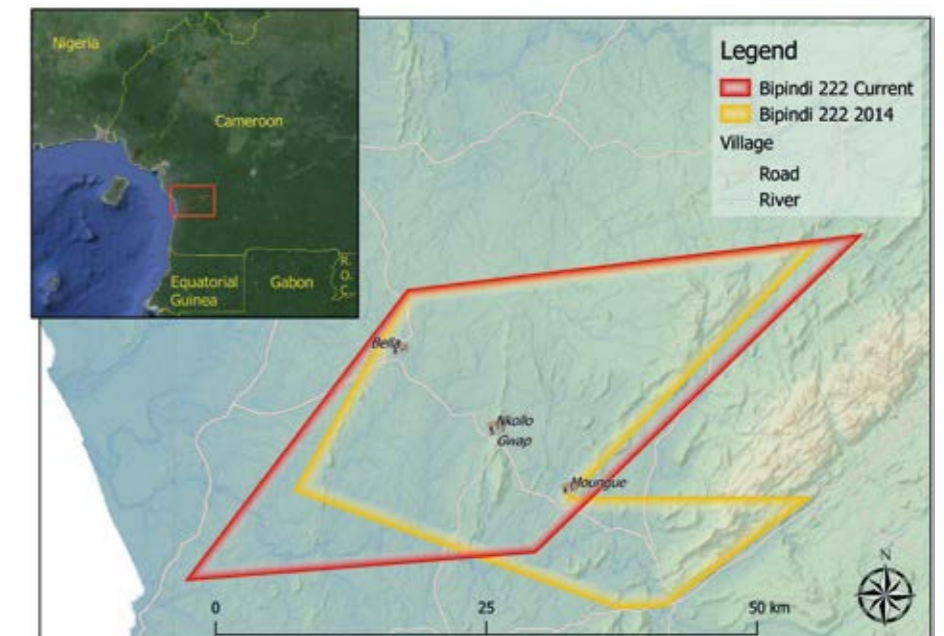 Nigeria
Cameroon
Equatorial
Guinea
Gabon
R.
O.
C.
Legend
Bipindi 222 Current
Bipindi 222 2014
Village
Road
River
Bella
Nkollo
Gwap
Moungue
N
0 25 50 km